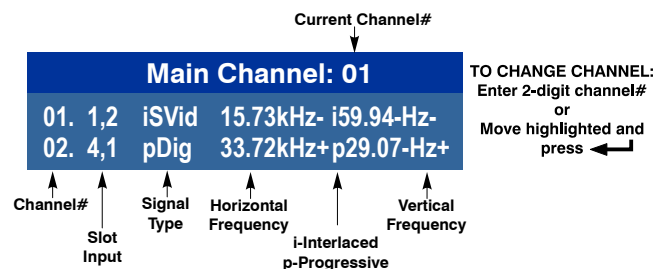 Current Channel#
Main Channel: 01
01. 1,2 iSVid 15.73kHz- i59.94-Hz-
02. 4,1 pDig 33.72kHz+ p29.07-Hz+
TO CHANGE CHANNEL:
Enter 2-digit channel#
or
Move highlighted and
press
Channel#
Slot
Input
Signal
Type
Horizontal
Frequency
i-Interlaced
p-Progressive
Vertical
Frequency